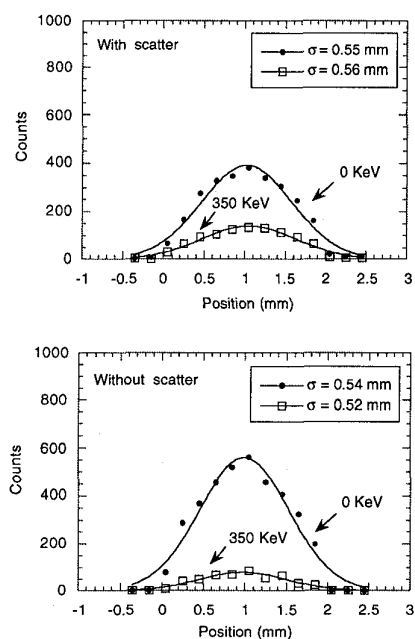 1000
With scatter
σ = 0.55 mm
σ = 0.56 mm
800
600
Counts
400
0 KeV
350 KeV
200
0
-1 -0.5 0 0.5 1 1.5 2 2.5 3
Position (mm)
1000
Without scatter
σ = 0.54 mm
σ = 0.52 mm
800
600
Counts
400
0 KeV
350 KeV
200
0
-1 -0.5 0 0.5 1 1.5 2 2.5 3
Position (mm)